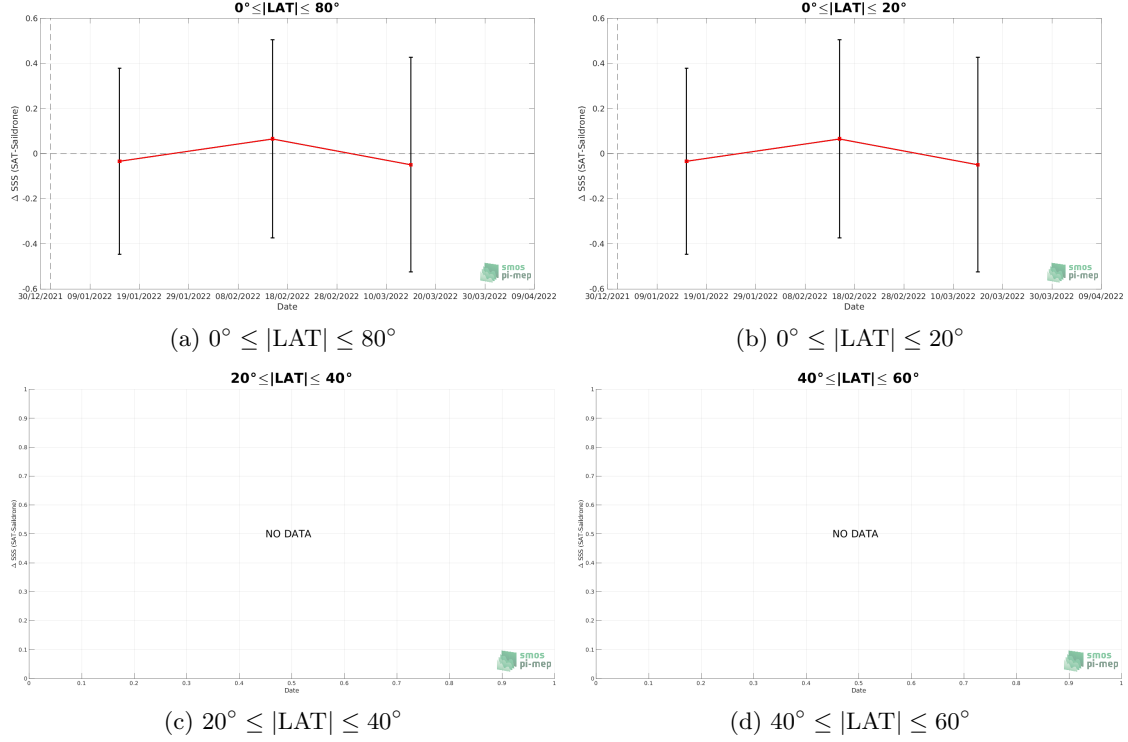 0°≤|LAT|≤ 80°
0.6
0.4
0.2
0
-0.2
-0.4
-0.6
Δ SSS (SAT-Saildrone)
30/12/2021 09/01/2022 19/01/2022 29/01/2022 08/02/2022 18/02/2022 28/02/2022 10/03/2022 20/03/2022 30/03/2022 09/04/2022
Date
smos
pi-mep
(a) 0° ≤ |LAT| ≤ 80°
0°≤|LAT|≤ 20°
0.6
0.4
0.2
0
-0.2
-0.4
-0.6
Δ SSS (SAT-Saildrone)
30/12/2021 09/01/2022 19/01/2022 29/01/2022 08/02/2022 18/02/2022 28/02/2022 10/03/2022 20/03/2022 30/03/2022 09/04/2022
Date
smos
pi-mep
(b) 0° ≤ |LAT| ≤ 20°
20°≤|LAT|≤ 40°
1
0.9
0.8
0.7
0.6
0.5
0.4
0.3
0.2
0.1
0
Δ SSS (SAT-Saildrone)
NO DATA
0 0.1 0.2 0.3 0.4 0.5 0.6 0.7 0.8 0.9 1
Date
smos
pi-mep
(c) 20° ≤ |LAT| ≤ 40°
40°≤|LAT|≤ 60°
1
0.9
0.8
0.7
0.6
0.5
0.4
0.3
0.2
0.1
0
Δ SSS (SAT-Saildrone)
NO DATA
0 0.1 0.2 0.3 0.4 0.5 0.6 0.7 0.8 0.9 1
Date
smos
pi-mep
(d) 40° ≤ |LAT| ≤ 60°